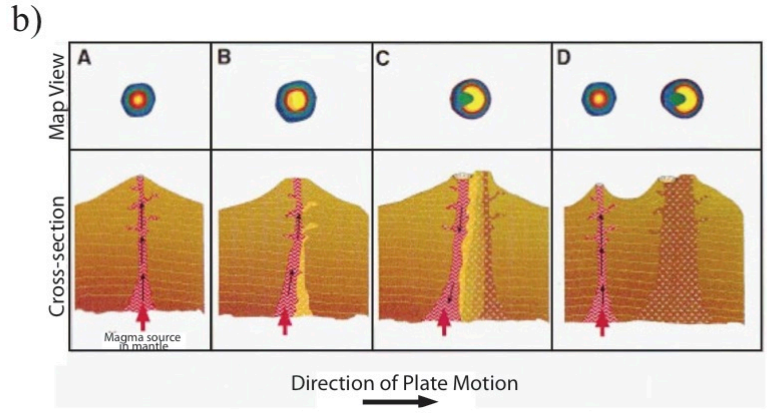 b)
A
B
C
D
Map View
Cross-section
Magma source
in mantle
Direction of Plate Motion